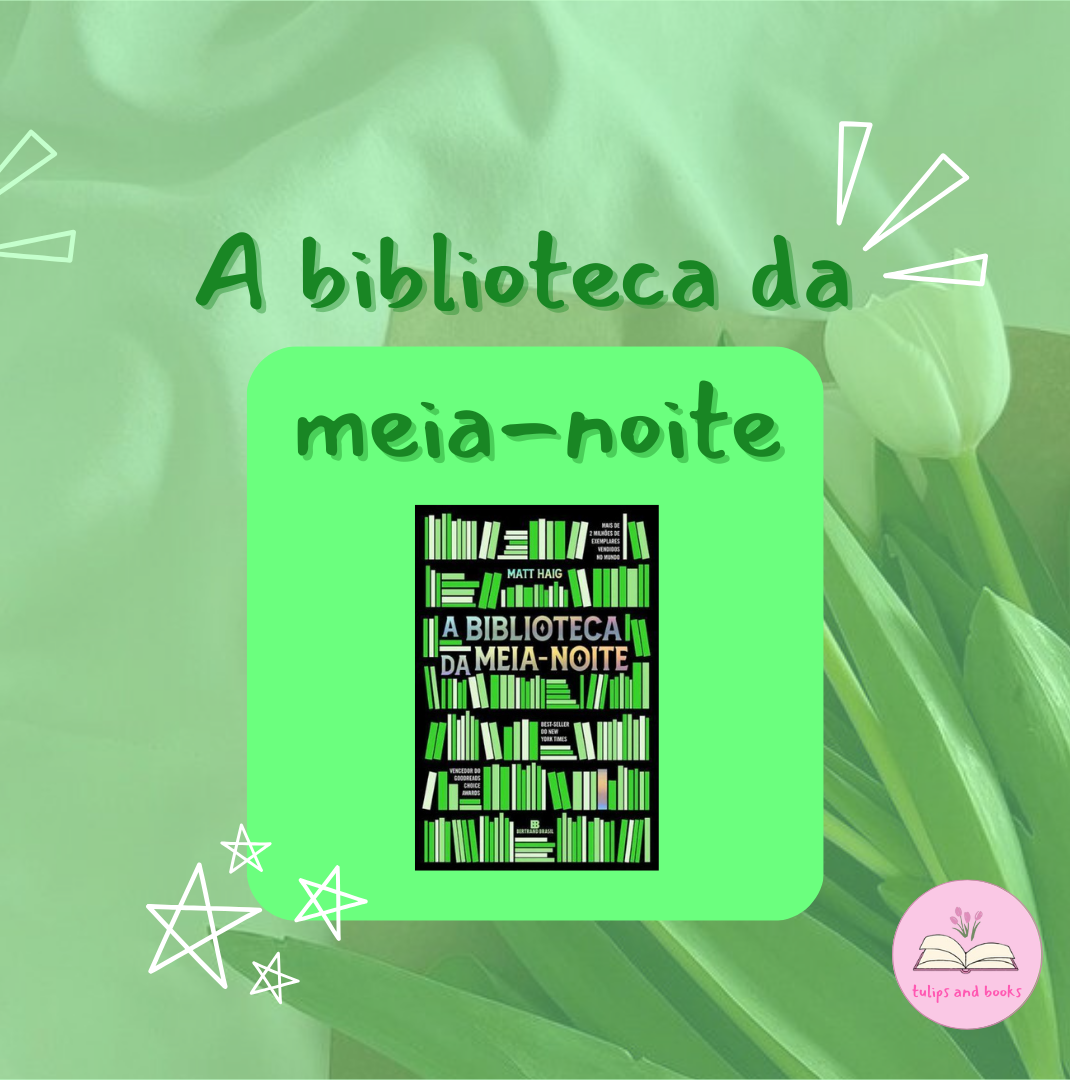 A biblioteca da
meia-noite
MAIS DE
2 MILHÕES DE
EXEMPLARES
VENDIDOS
NO MUNDO
MATT HAIG
A BIBLIOTECA
DA MEIA-NOITE
BEST-SELLER
DO NEW
YORK TIMES
VENCEDOR DO
GOODREADS
CHOICE
AWARDS
BERTRAND BRASIL
tulips and books